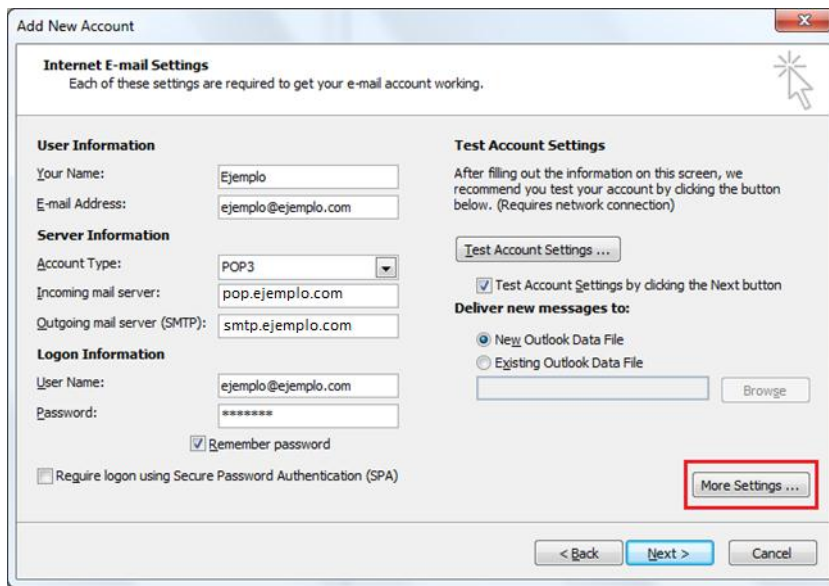 Add New Account
Internet E-mail Settings
Each of these settings are required to get your e-mail account working.
User Information
Your Name:
Ejemplo
E-mail Address:
ejemplo@ejemplo.com
Server Information
Account Type:
POP3
Incoming mail server:
pop.ejemplo.com
Outgoing mail server (SMTP):
smtp.ejemplo.com
Logon Information
User Name:
ejemplo@ejemplo.com
Password:
*******
Remember password
Require logon using Secure Password Authentication (SPA)
Test Account Settings
After filling out the information on this screen, we
recommend you test your account by clicking the button
below. (Requires network connection)
Test Account Settings ...
Test Account Settings by clicking the Next button
Deliver new messages to:
New Outlook Data File
Existing Outlook Data File
Browse
More Settings ...
< Back
Next >
Cancel